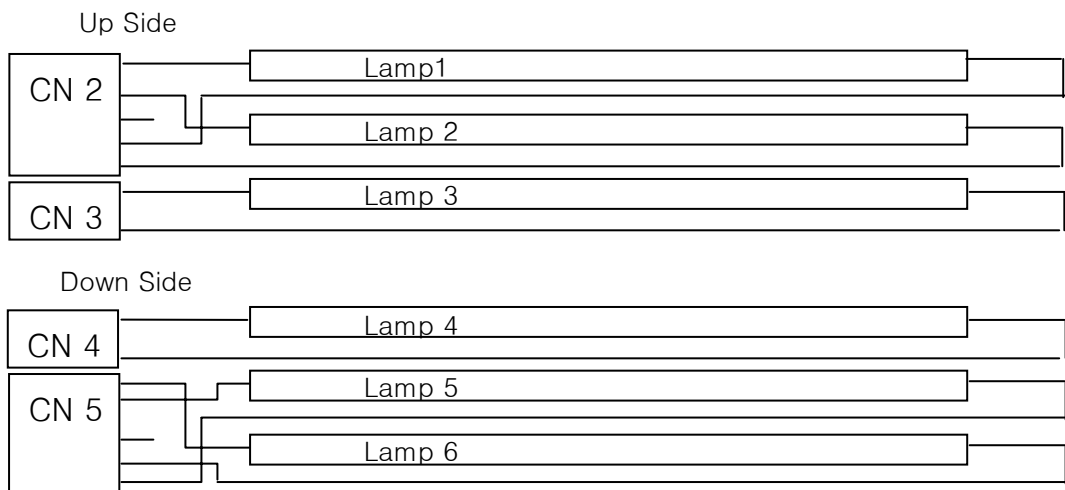 Up Side
CN 2
Lamp1
Lamp 2
CN 3
Lamp 3
Down Side
CN 4
Lamp 4
CN 5
Lamp 5
Lamp 6